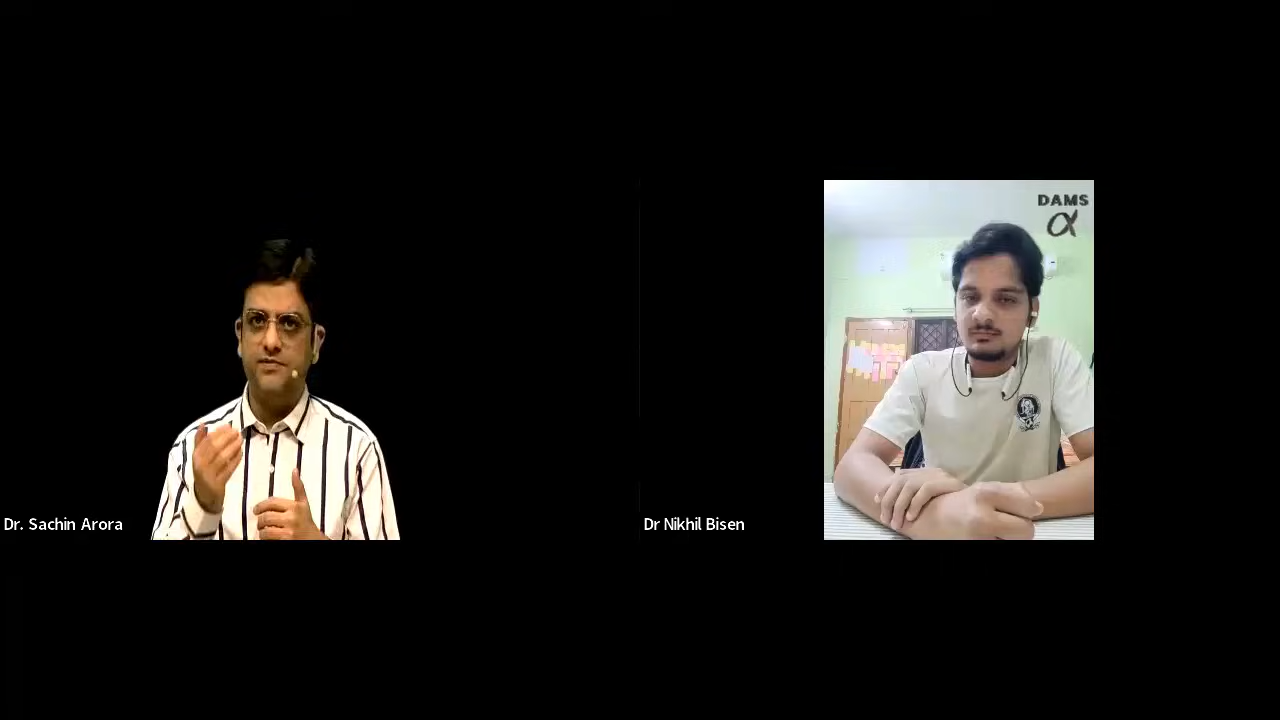 DAMS
α
Dr. Sachin Arora
Dr Nikhil Bisen